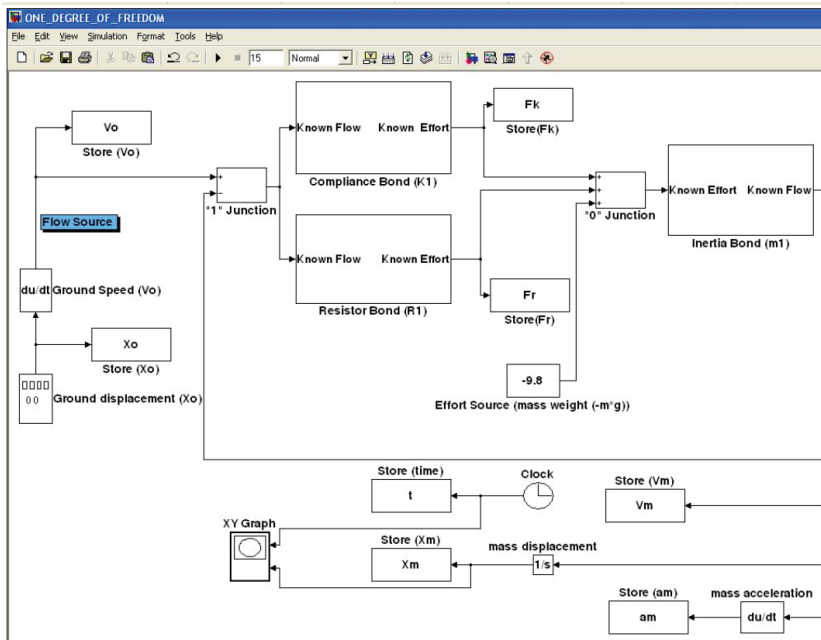 ONE_DEGREE_OF_FREEDOM
File Edit View Simulation Format Tools Help
15 Normal
Vo
Store (Vo)
Known Flow Known Effort
Compliance Bond (K1)
Fk
Store(Fk)
+
−
"1" Junction
+
+
+
"0" Junction
Known Effort Known Flow
Inertia Bond (m1)
Flow Source
Known Flow Known Effort
Resistor Bond (R1)
Fr
Store(Fr)
du/dt Ground Speed (Vo)
Xo
Store (Xo)
Ground displacement (Xo)
-9.8
Effort Source (mass weight (-m*g))
Store (time)
t
Clock
Store (Vm)
Vm
XY Graph
Store (Xm)
Xm
mass displacement
1/s
Store (am)
am
mass acceleration
du/dt